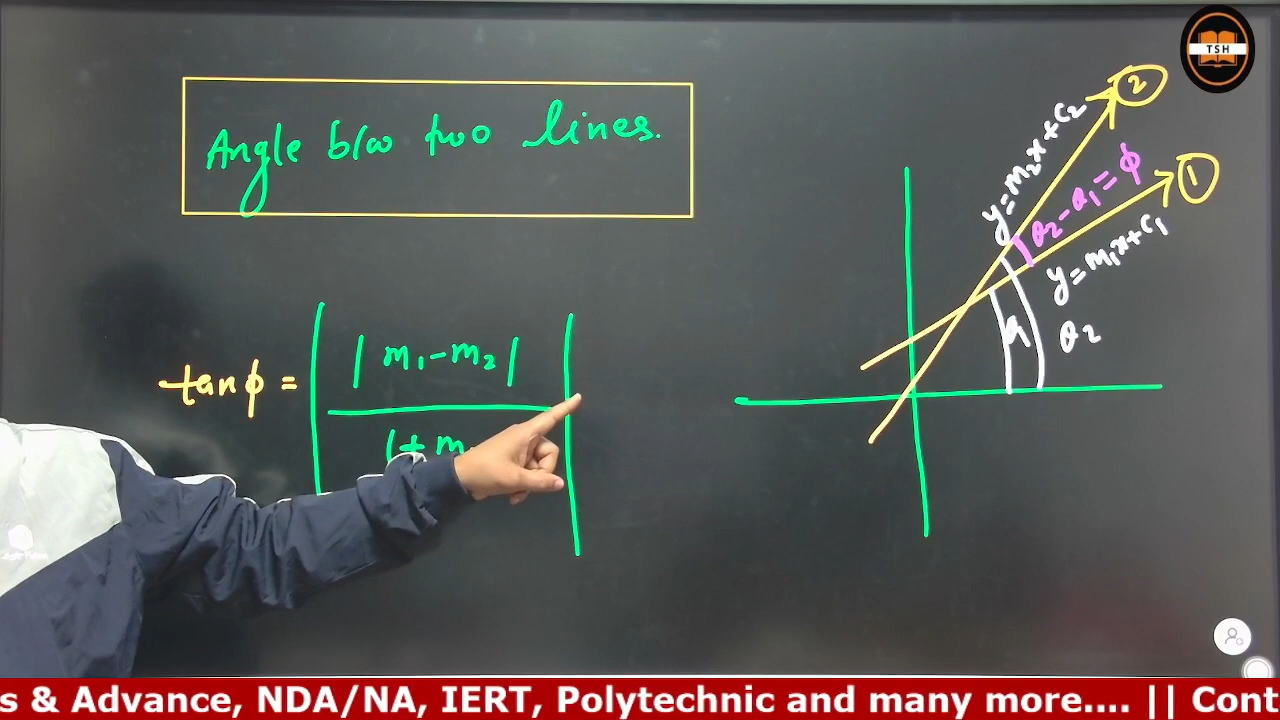 Angle b/w two lines.
tanϕ = | |m₁-m₂|
1+m
y=m₂x+c₂
②
θ₂-θ₁=ϕ
①
y=m₁x+c₁
θ₁
θ₂
TSH
s & Advance, NDA/NA, IERT, Polytechnic and many more.... || Cont